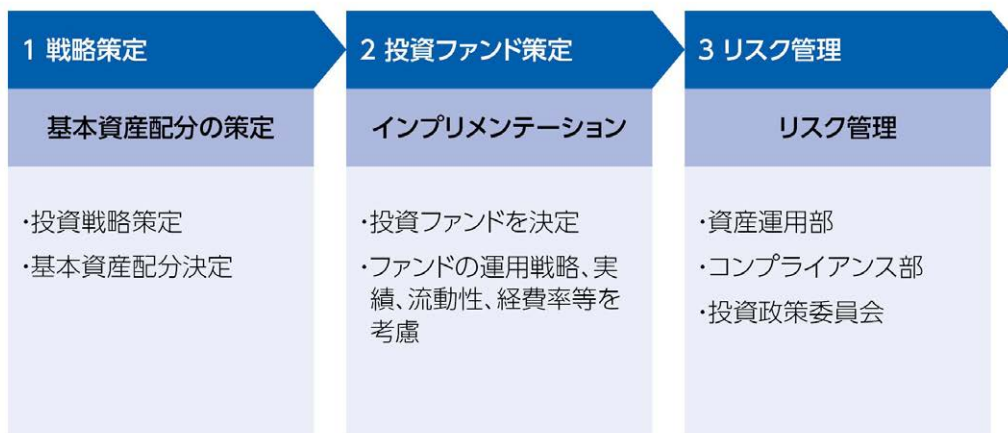 1 戦略策定
基本資産配分の策定
・投資戦略策定
・基本資産配分決定
2 投資ファンド策定
インプリメンテーション
・投資ファンドを決定
・ファンドの運用戦略、実
績、流動性、経費率等を
考慮
3 リスク管理
リスク管理
・資産運用部
・コンプライアンス部
・投資政策委員会